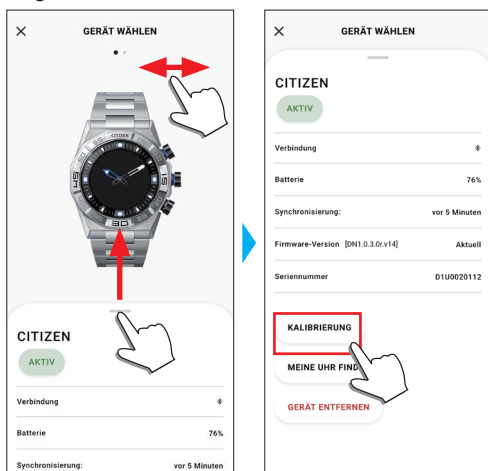 GERÄT WÄHLEN
CITIZEN
AKTIV
Verbindung
Batterie 76%
Synchronisierung: vor 5 Minuten
GERÄT WÄHLEN
CITIZEN
AKTIV
Verbindung
Batterie 76%
Synchronisierung: vor 5 Minuten
Firmware-Version [DN1.0.3.0r.v14] Aktuell
Seriennummer D1U0020112
KALIBRIERUNG
MEINE UHR FIND
GERÄT ENTFERNEN